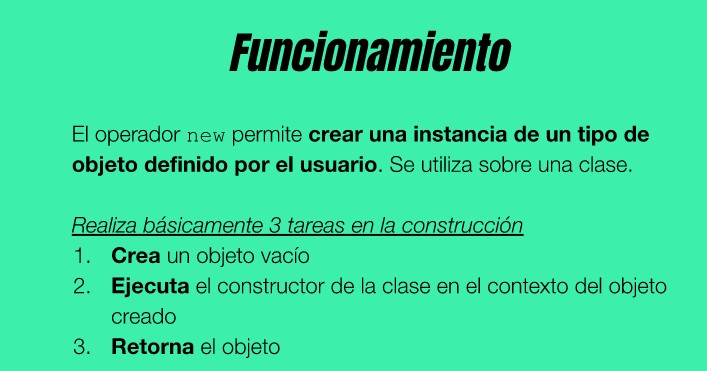 Funcionamiento
El operador new permite crear una instancia de un tipo de
objeto definido por el usuario. Se utiliza sobre una clase.
Realiza básicamente 3 tareas en la construcción
1. Crea un objeto vacío
2. Ejecuta el constructor de la clase en el contexto del objeto
creado
3. Retorna el objeto